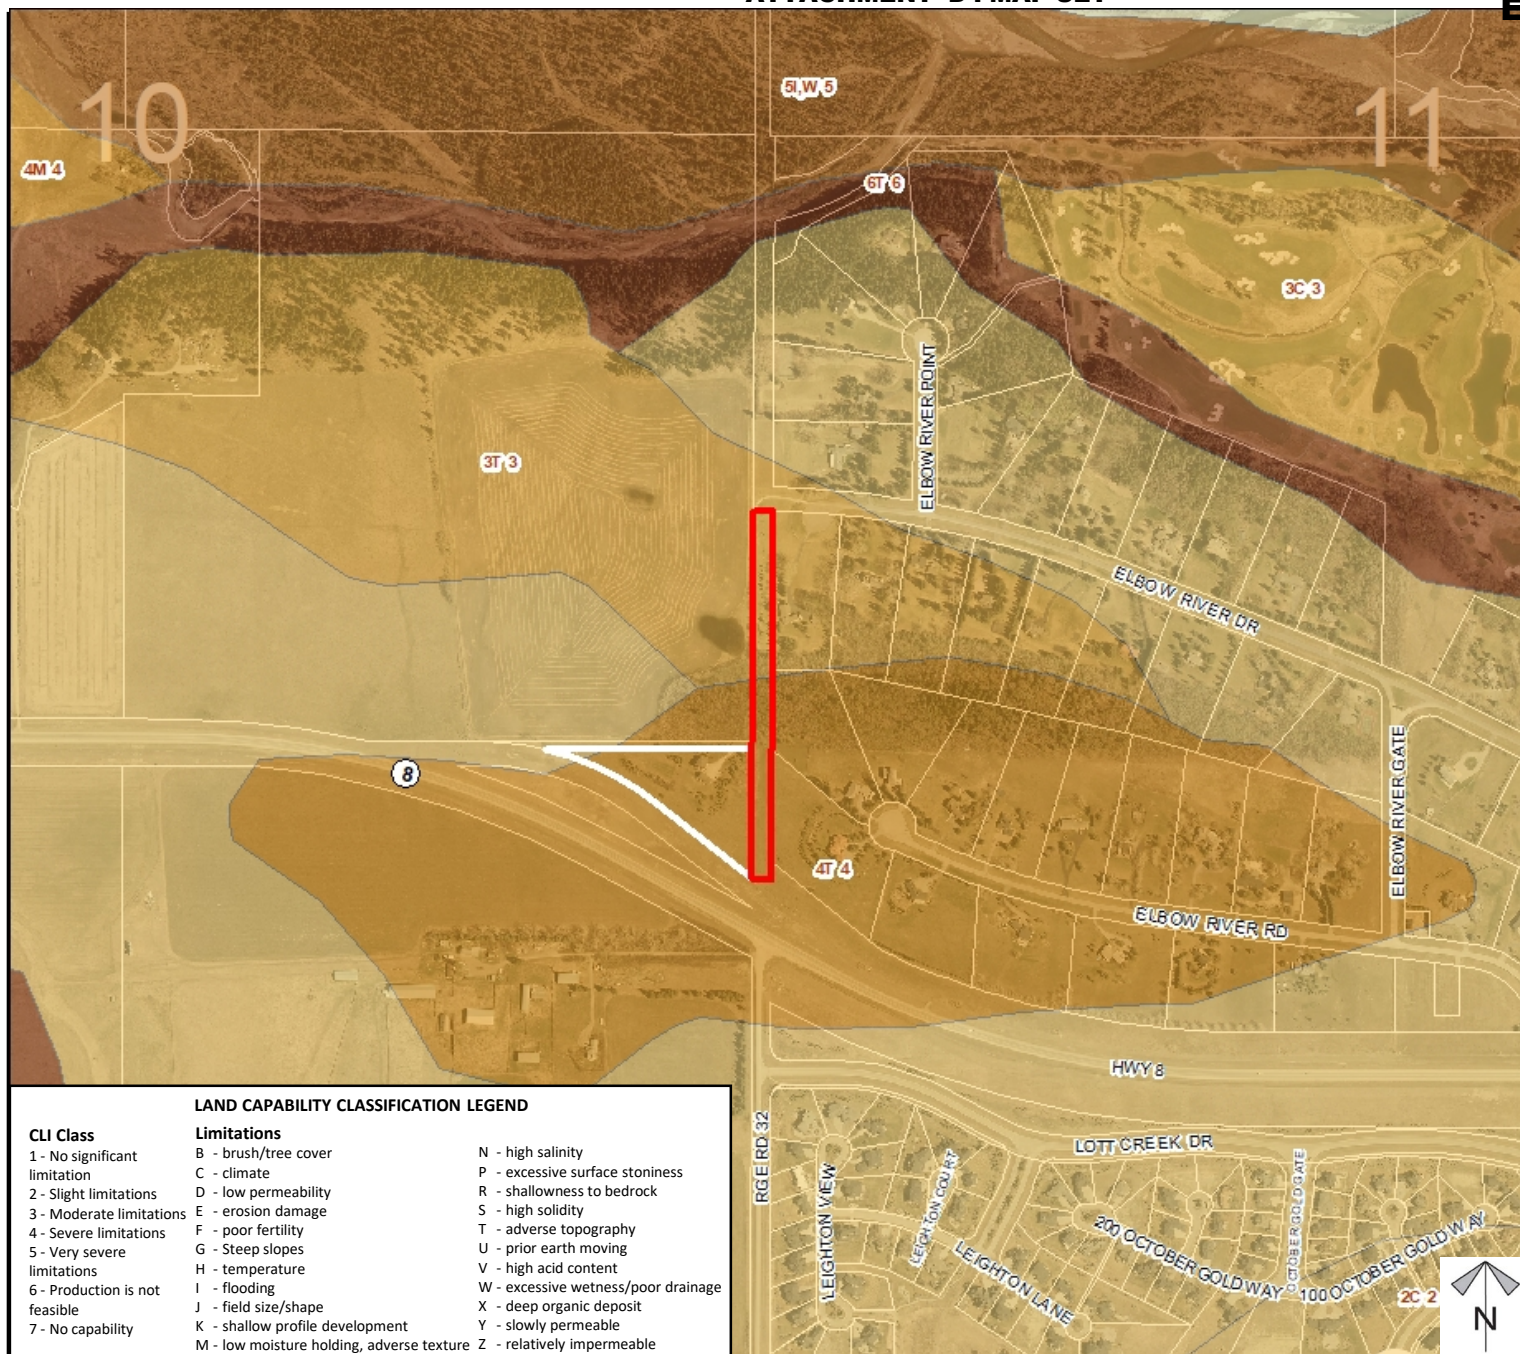 10
11
5I,W 5
4M 4
6T 6
3C 3
ELBOW RIVER POINT
3T 3
ELBOW RIVER DR
8
ELBOW RIVER GATE
4T 4
ELBOW RIVER RD
HWY 8
RGE RD 32
LOTT CREEK DR
LEIGHTON VIEW
LEIGHTON COURT
LEIGHTON LANE
200 OCTOBER GOLD WAY
OCTOBER GOLD GATE
100 OCTOBER GOLD WAY
2C 2
N
LAND CAPABILITY CLASSIFICATION LEGEND
CLI Class
1 - No significant
limitation
2 - Slight limitations
3 - Moderate limitations
4 - Severe limitations
5 - Very severe
limitations
6 - Production is not
feasible
7 - No capability
Limitations
B - brush/tree cover
C - climate
D - low permeability
E - erosion damage
F - poor fertility
G - Steep slopes
H - temperature
I - flooding
J - field size/shape
K - shallow profile development
M - low moisture holding, adverse texture
N - high salinity
P - excessive surface stoniness
R - shallowness to bedrock
S - high solidity
T - adverse topography
U - prior earth moving
V - high acid content
W - excessive wetness/poor drainage
X - deep organic deposit
Y - slowly permeable
Z - relatively impermeable